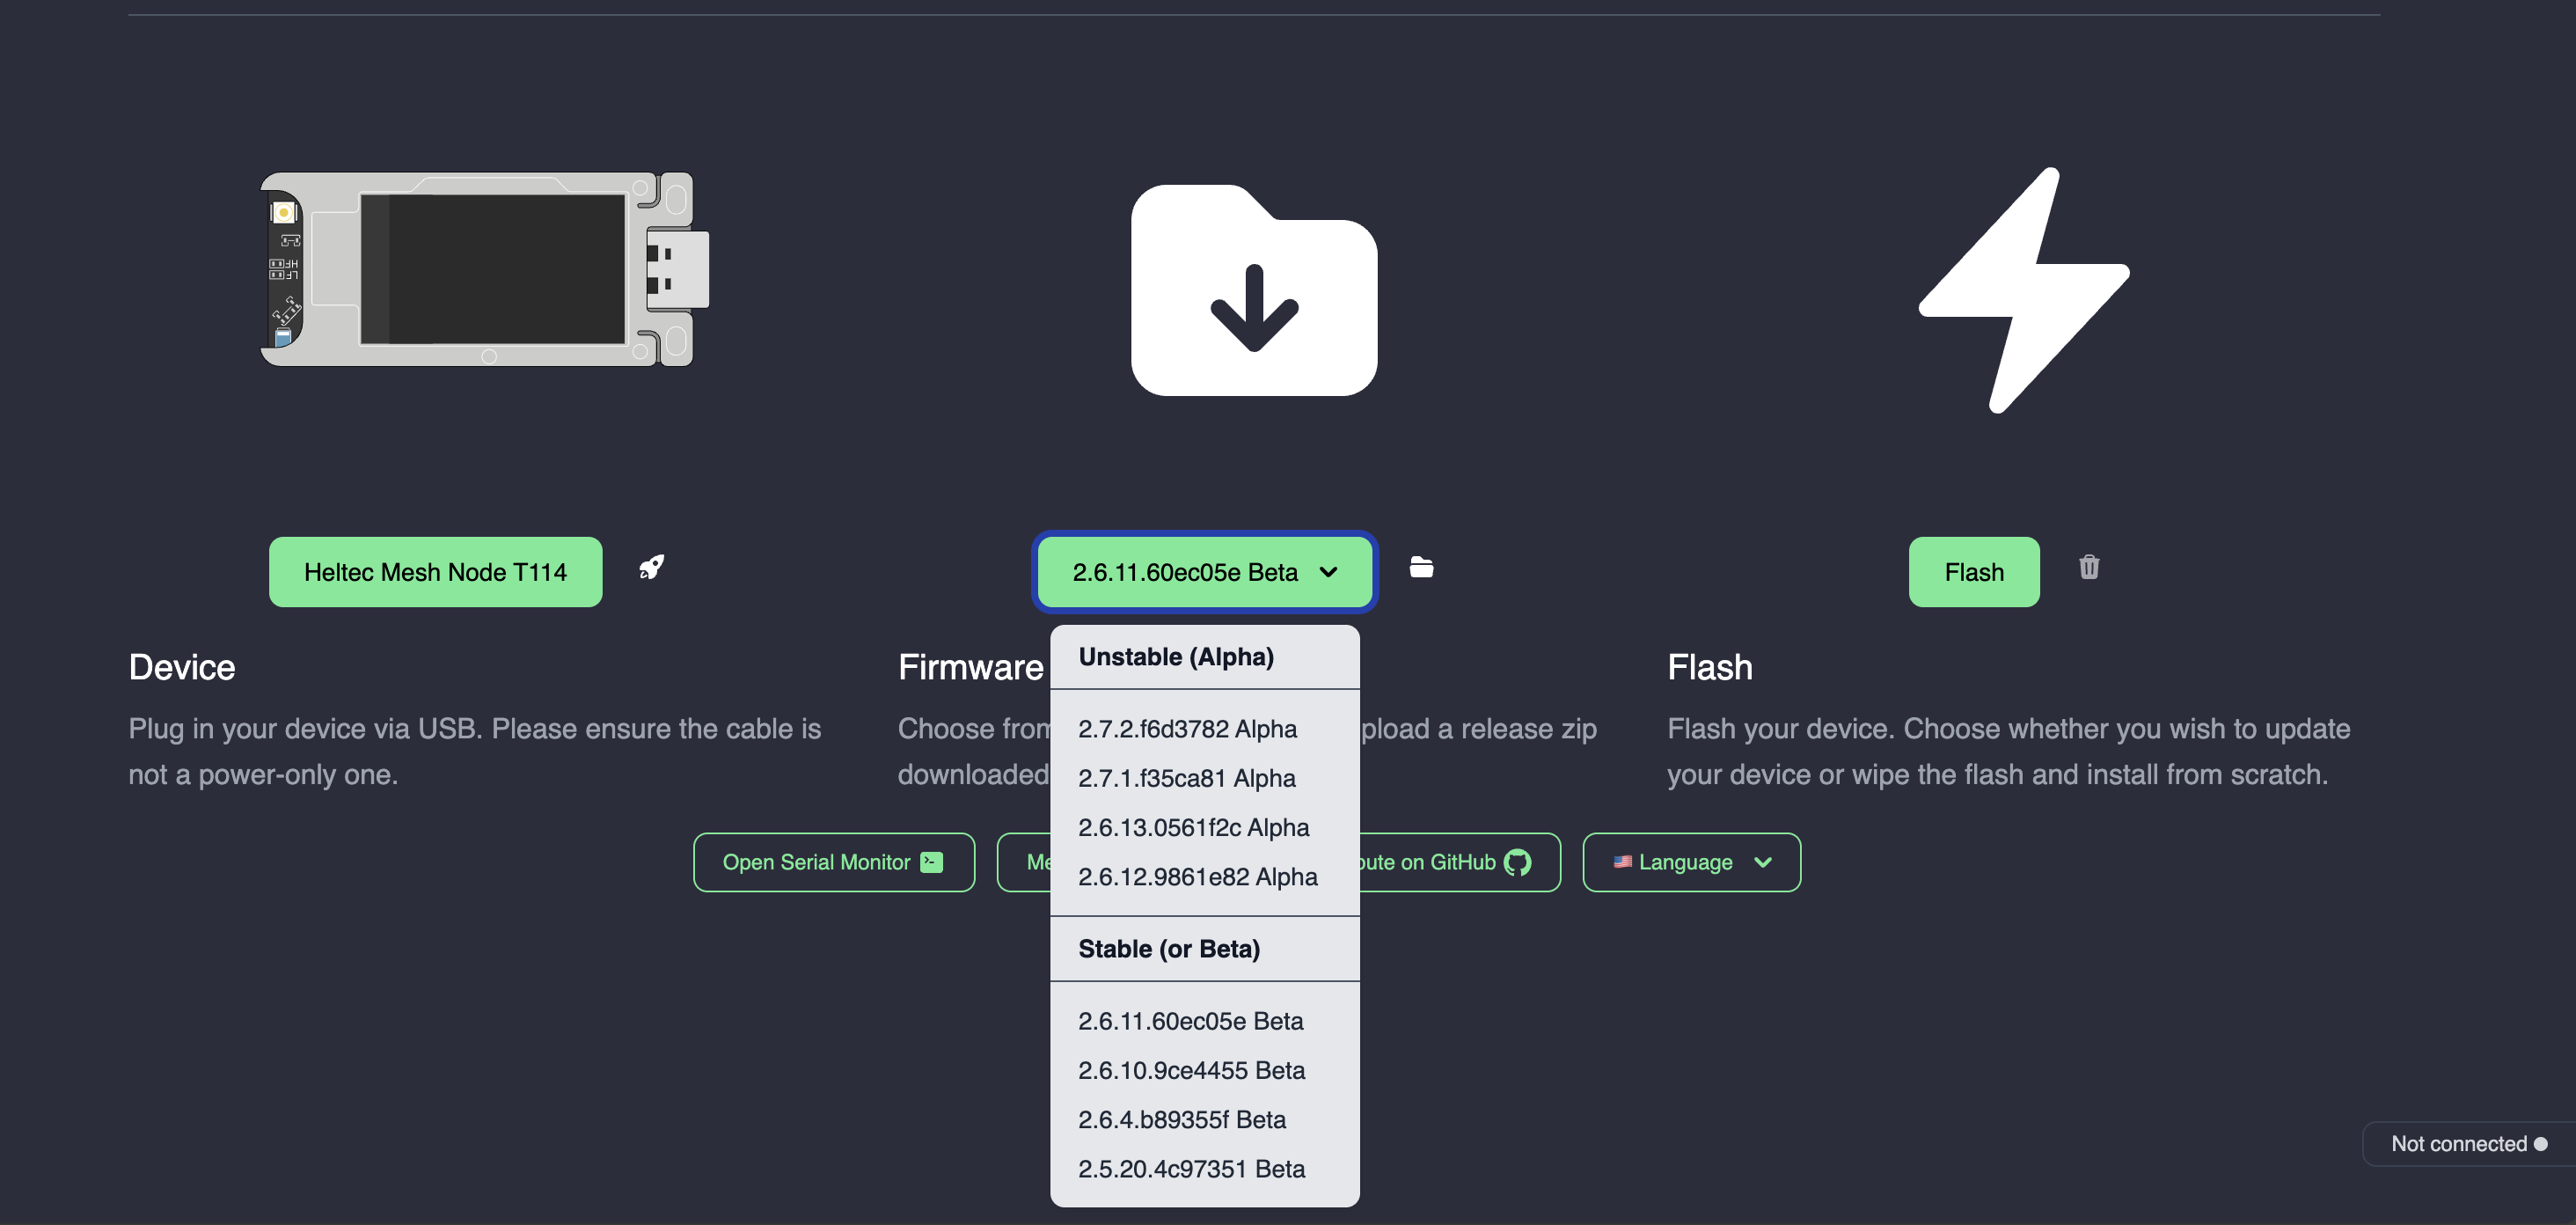 HF
LF
Heltec Mesh Node T114
2.6.11.60ec05e Beta
Flash
Device
Plug in your device via USB. Please ensure the cable is
not a power-only one.
Firmware
Choose from
pload a release zip
downloaded
Unstable (Alpha)
2.7.2.f6d3782 Alpha
2.7.1.f35ca81 Alpha
2.6.13.0561f2c Alpha
2.6.12.9861e82 Alpha
Stable (or Beta)
2.6.11.60ec05e Beta
2.6.10.9ce4455 Beta
2.6.4.b89355f Beta
2.5.20.4c97351 Beta
Flash
Flash your device. Choose whether you wish to update
your device or wipe the flash and install from scratch.
Open Serial Monitor
Me
ute on GitHub
Language
Not connected